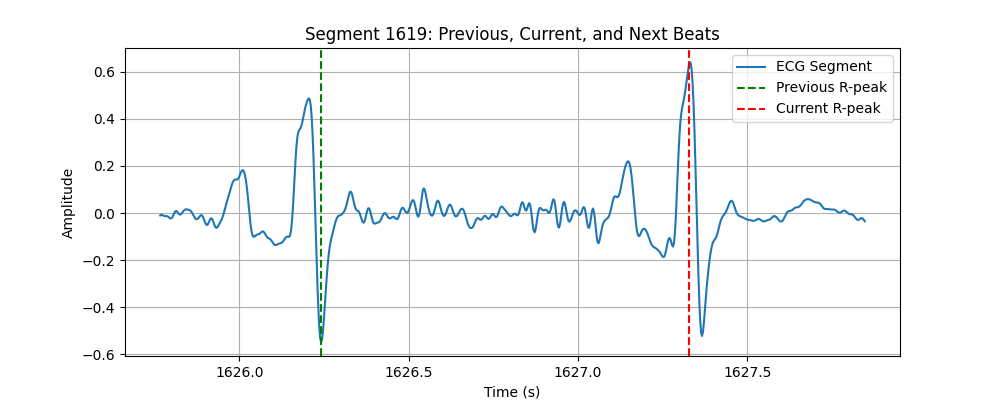 Segment 1619: Previous, Current, and Next Beats
ECG Segment
Previous R-peak
Current R-peak
Amplitude
0.6
0.4
0.2
0.0
−0.2
−0.4
−0.6
1626.0 1626.5 1627.0 1627.5
Time (s)